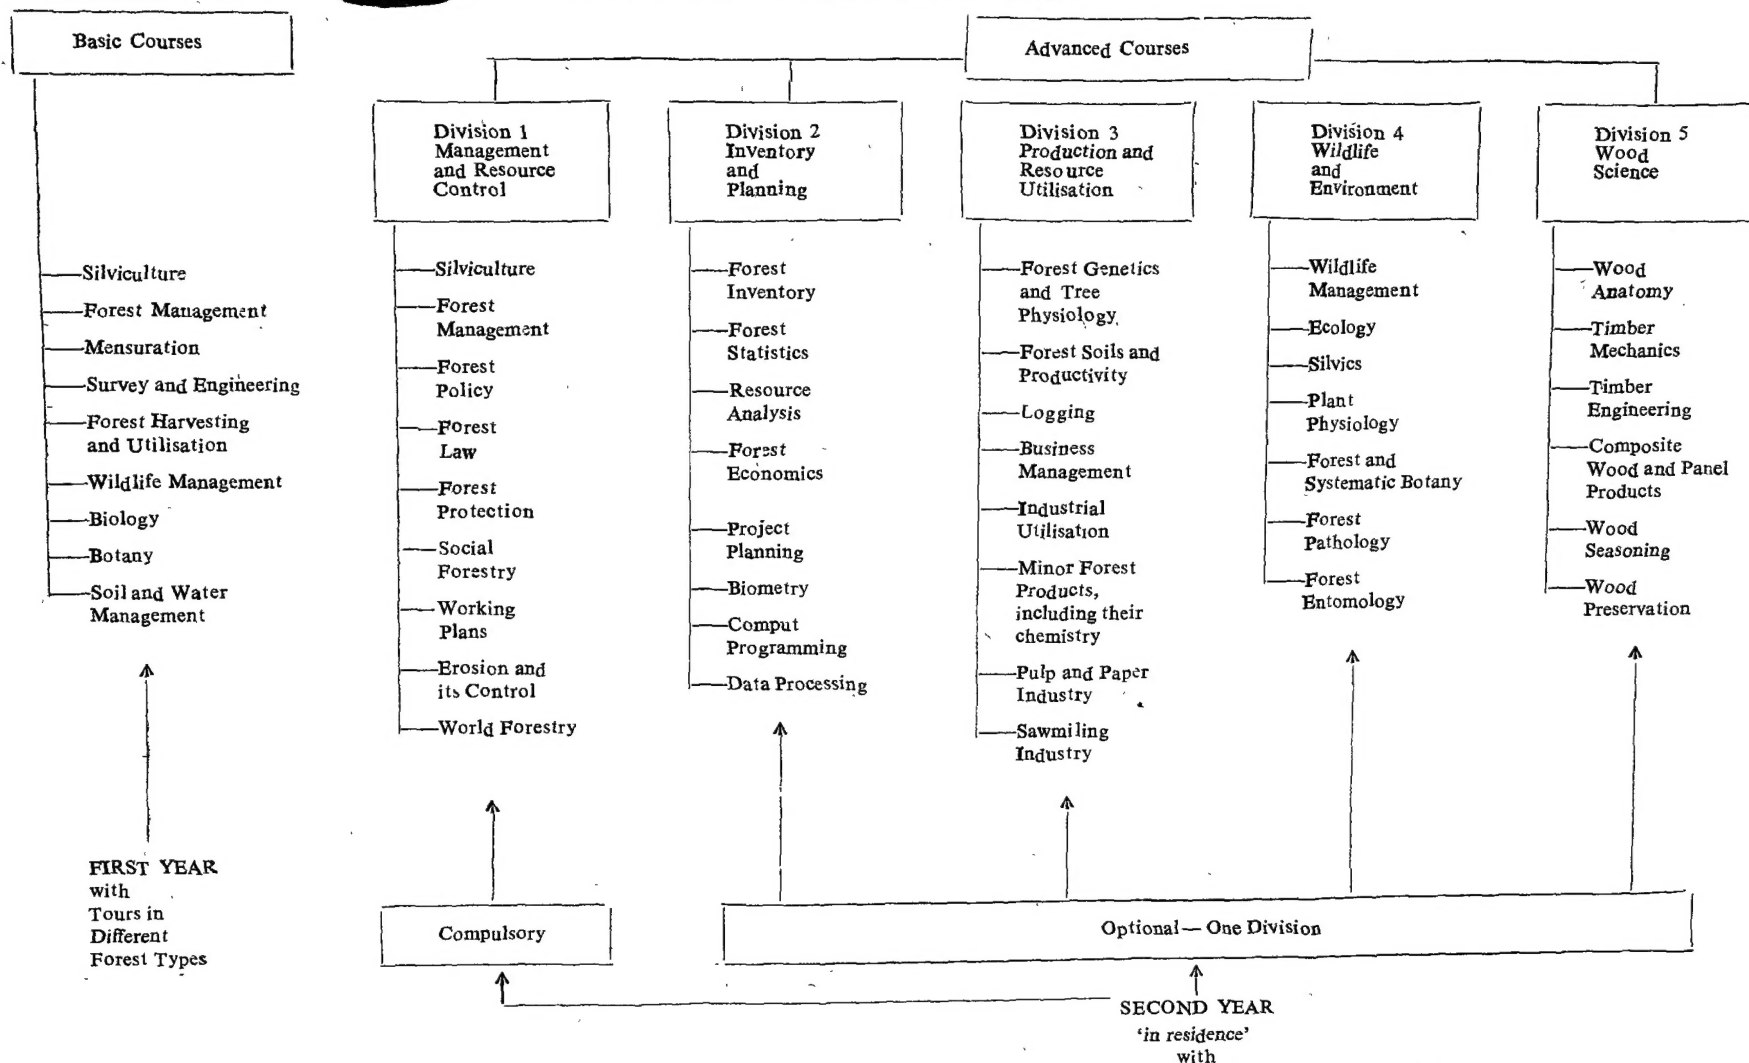 Basic Courses
Silviculture
Forest Management
Mensuration
Survey and Engineering
Forest Harvesting
and Utilisation
Wildlife Management
Biology
Botany
Soil and Water
Management
FIRST YEAR
with
Tours in
Different
Forest Types
Advanced Courses
Division 1
Management
and Resource
Control
Silviculture
Forest
Management
Forest
Policy
Forest
Law
Forest
Protection
Social
Forestry
Working
Plans
Erosion and
its Control
World Forestry
Compulsory
Division 2
Inventory
and
Planning
Forest
Inventory
Forest
Statistics
Resource
Analysis
Forest
Economics
Project
Planning
Biometry
Comput
Programming
Data Processing
Division 3
Production and
Resource
Utilisation
Forest Genetics
and Tree
Physiology
Forest Soils and
Productivity
Logging
Business
Management
Industrial
Utilisation
Minor Forest
Products,
including their
chemistry
Pulp and Paper
Industry
Sawmiling
Industry
Division 4
Wildlife
and
Environment
Wildlife
Management
Ecology
Silvics
Plant
Physiology
Forest and
Systematic Botany
Forest
Pathology
Forest
Entomology
Division 5
Wood
Science
Wood
Anatomy
Timber
Mechanics
Timber
Engineering
Composite
Wood and Panel
Products
Wood
Seasoning
Wood
Preservation
Optional—One Division
SECOND YEAR
'in residence'
with